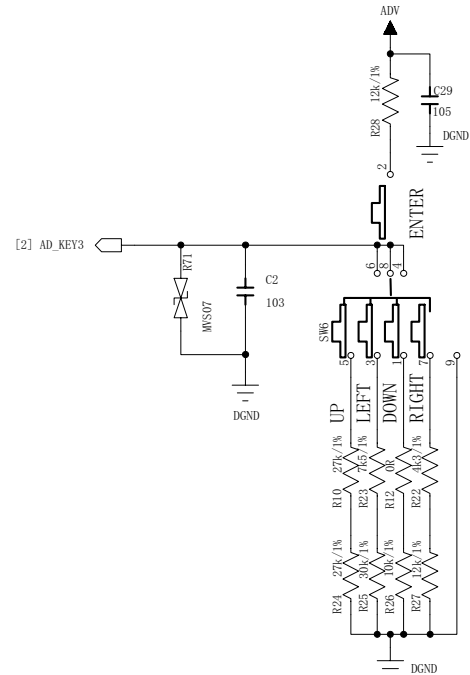 ADV
12k/1%
R28
C29
105
DGND
2
ENTER
[2] AD_KEY3
R71
MVS07
C2
103
DGND
6
8
4
SW6
5
3
1
7
9
UP
LEFT
DOWN
RIGHT
R10
27k/1%
R23
7k5/1%
R12
0R
R22
4k3/1%
R24
27k/1%
R25
30k/1%
R26
10k/1%
R27
12k/1%
DGND